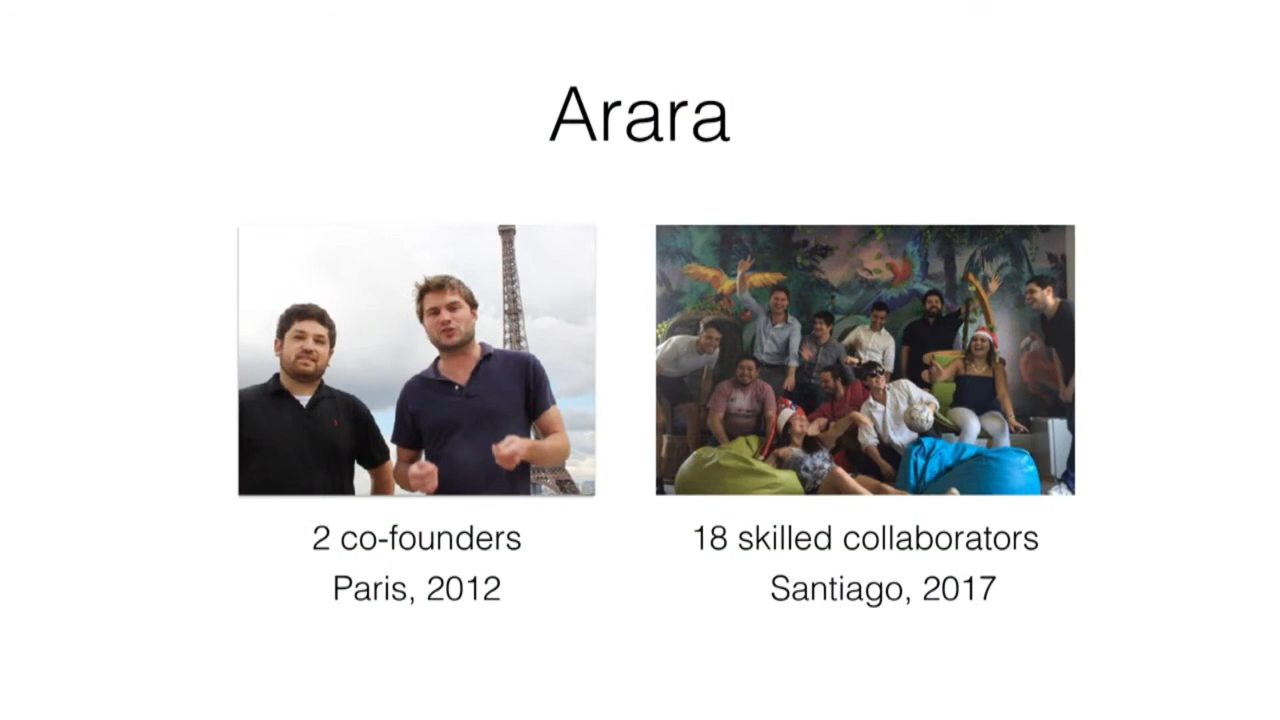 Arara
2 co-founders
Paris, 2012
18 skilled collaborators
Santiago, 2017